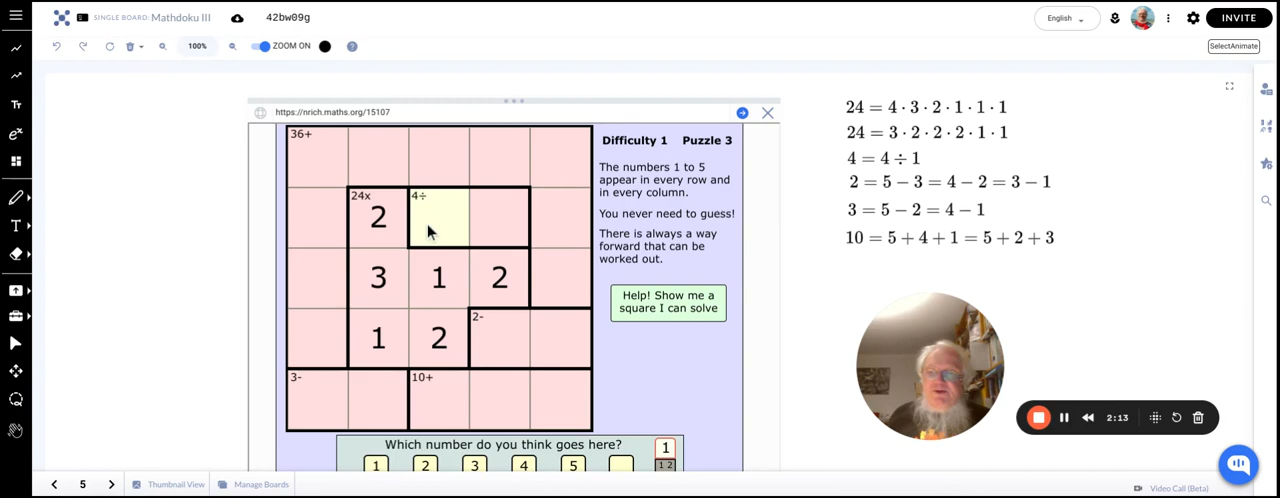 SINGLE BOARD: Mathdoku III
42bw09g
English
INVITE
100%
ZOOM ON
?
SelectAnimate
https://nrich.maths.org/15107
36+
24x
2
4÷
3
1
2
1
2
2-
3-
10+
Difficulty 1 Puzzle 3
The numbers 1 to 5
appear in every row and
in every column.
You never need to guess!
There is always a way
forward that can be
worked out.
Help! Show me a
square I can solve
Which number do you think goes here?
1
1 2 3 4 5
1 2
24 = 4 · 3 · 2 · 1 · 1 · 1
24 = 3 · 2 · 2 · 2 · 1 · 1
4 = 4 ÷ 1
2 = 5 − 3 = 4 − 2 = 3 − 1
3 = 5 − 2 = 4 − 1
10 = 5 + 4 + 1 = 5 + 2 + 3
2:13
Tт
eˣ
T
5
Thumbnail View
Manage Boards
Video Call (Beta)